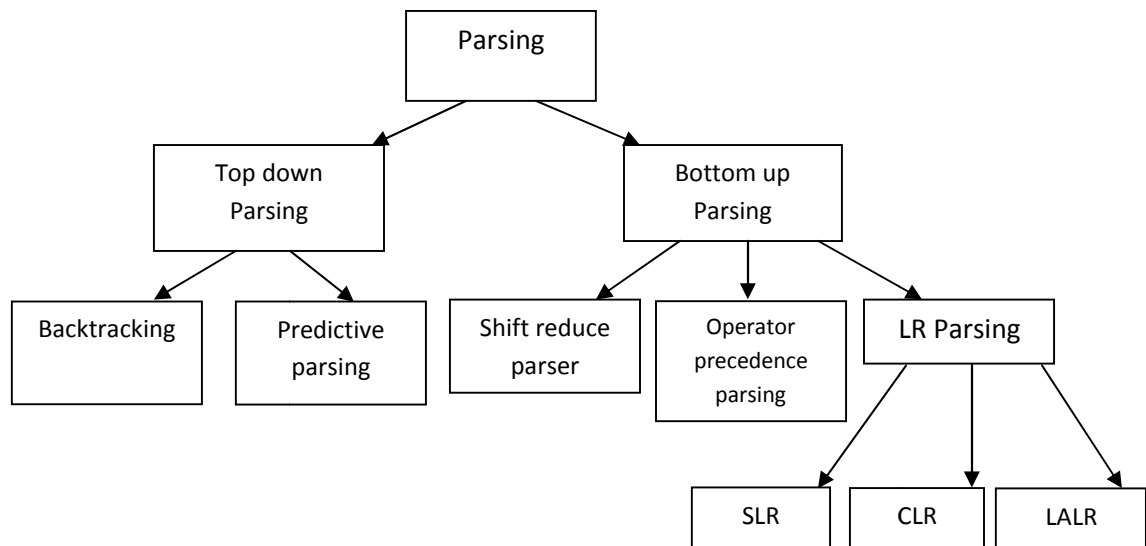 Parsing
Top down
Parsing
Bottom up
Parsing
Backtracking
Predictive
parsing
Shift reduce
parser
Operator
precedence
parsing
LR Parsing
SLR
CLR
LALR